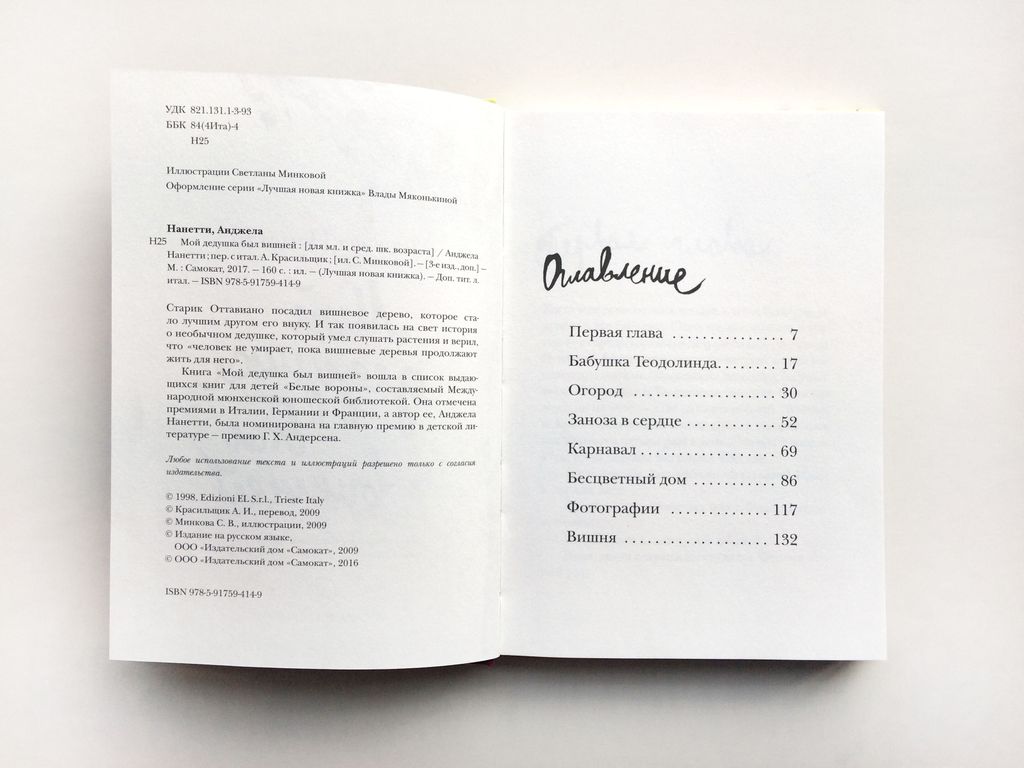 УДК 821.131.1-3-93
ББК 84(4Ита)-4
Н25
Иллюстрации Светланы Минковой
Оформление серии «Лучшая новая книжка» Влады Мяконькиной
Нанетти, Анджела
Н25 Мой дедушка был вишней : [для мл. и сред. шк. возраста] / Анджела
Нанетти ; пер. с итал. А. Красильщик ; [ил. С. Минковой]. — [3-е изд., доп.] —
М. : Самокат, 2017. — 160 с. : ил. — (Лучшая новая книжка). — Доп. тит. л.
итал. — ISBN 978-5-91759-414-9
Старик Оттавиано посадил вишневое дерево, которое ста-
ло лучшим другом его внуку. И так появилась на свет история
о необычном дедушке, который умел слушать растения и верил,
что «человек не умирает, пока вишневые деревья продолжают
жить для него».
Книга «Мой дедушка был вишней» вошла в список выдаю-
щихся книг для детей «Белые вороны», составляемый Между-
народной мюнхенской юношеской библиотекой. Она отмечена
премиями в Италии, Германии и Франции, а автор ее, Анджела
Нанетти, была номинирована на главную премию в детской ли-
тературе — премию Г. Х. Андерсена.
Любое использование текста и иллюстраций разрешено только с согласия
издательства.
© 1998. Edizioni EL S.r.l., Trieste Italy
© Красильщик А. И., перевод, 2009
© Минкова С. В., иллюстрации, 2009
© Издание на русском языке,
ООО «Издательский дом «Самокат», 2009
© ООО «Издательский дом «Самокат», 2016
ISBN 978-5-91759-414-9
Оглавление
Первая глава . . . . . . . . . . . . . . . 7
Бабушка Теодолинда. . . . . . . . 17
Огород . . . . . . . . . . . . . . . . . . 30
Заноза в сердце . . . . . . . . . . . . 52
Карнавал . . . . . . . . . . . . . . . . . 69
Бесцветный дом . . . . . . . . . . . 86
Фотографии . . . . . . . . . . . . . 117
Вишня . . . . . . . . . . . . . . . . . . . 132